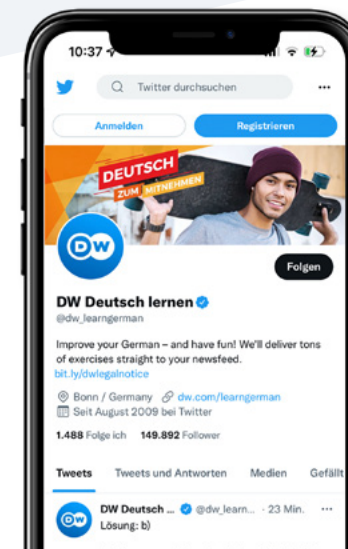 10:37
Twitter durchsuchen
Anmelden
Registrieren
DEUTSCH
ZUM MITNEHMEN
DW
Folgen
DW Deutsch lernen
@dw_learngerman
Improve your German – and have fun! We'll deliver tons
of exercises straight to your newsfeed.
bit.ly/dwlegalnotice
Bonn / Germany dw.com/learngerman
Seit August 2009 bei Twitter
1.488 Folge ich 149.892 Follower
Tweets Tweets und Antworten Medien Gefällt
DW
DW Deutsch ... @dw_learn... · 23 Min. ...
Lösung: b)